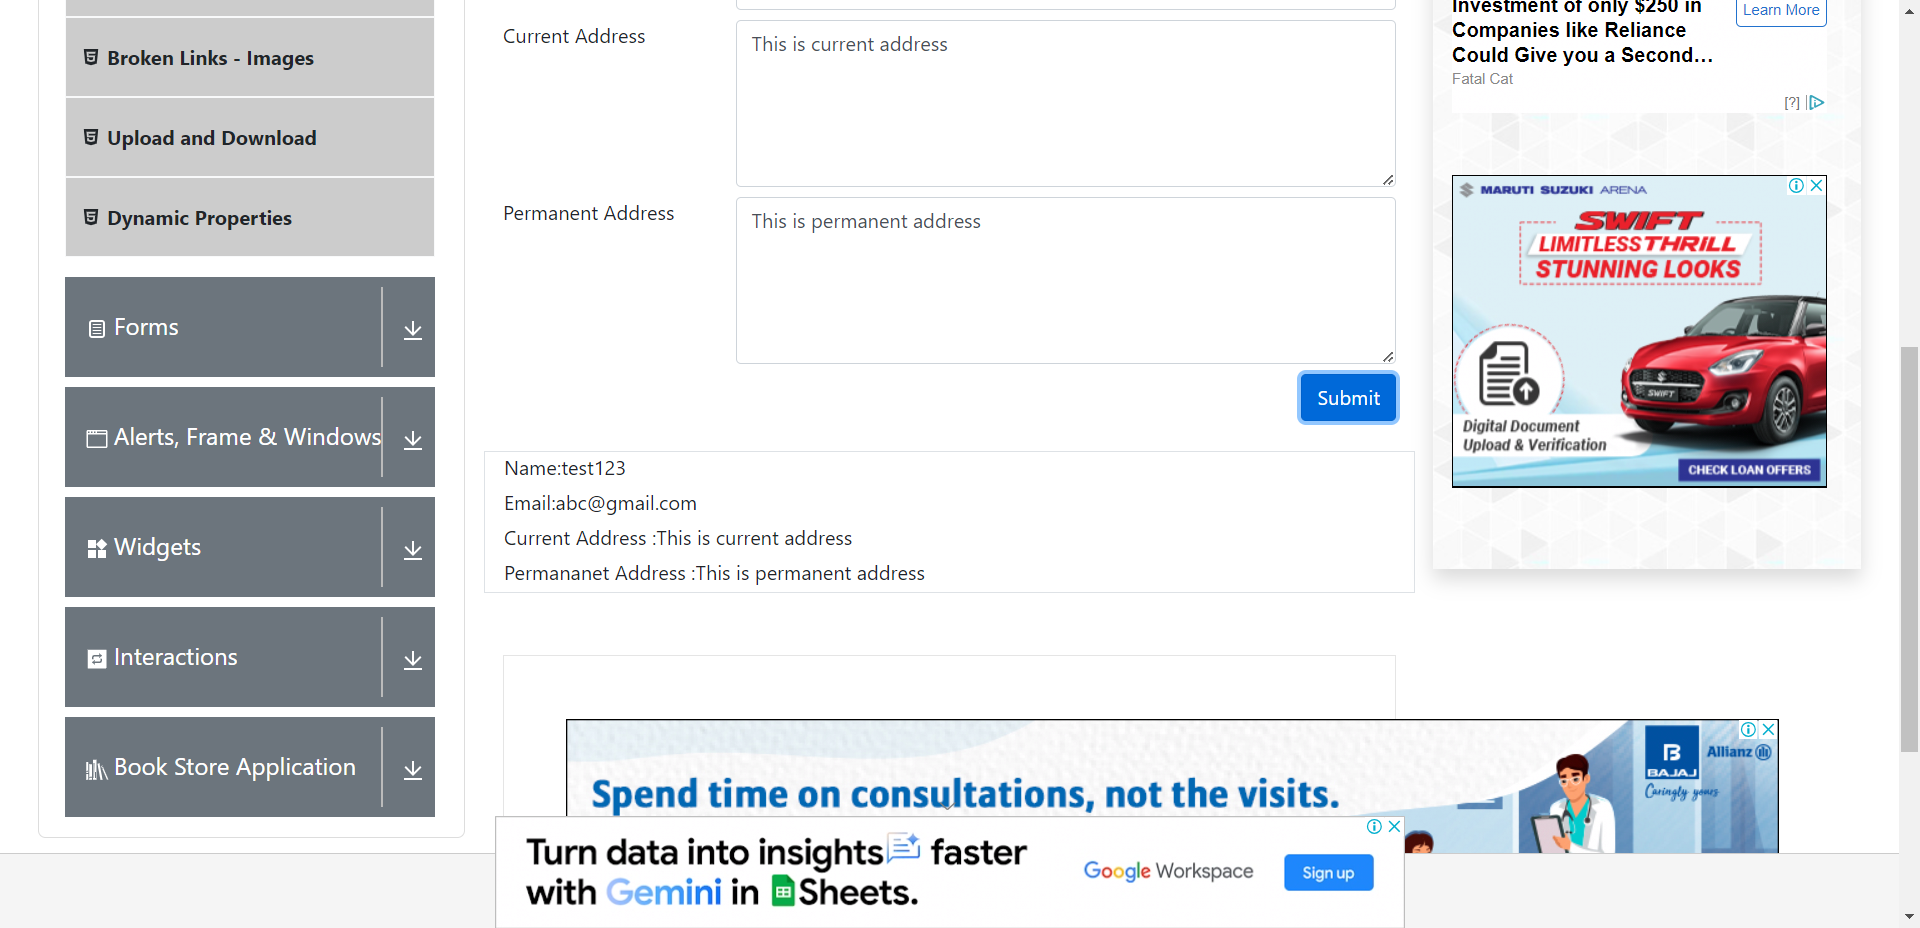 Broken Links - Images
Upload and Download
Dynamic Properties
Forms
Alerts, Frame & Windows
Widgets
Interactions
Book Store Application
Current Address
This is current address
Permanent Address
This is permanent address
Submit
Name:test123
Email:abc@gmail.com
Current Address :This is current address
Permananet Address :This is permanent address
Investment of only $250 in
Companies like Reliance
Could Give you a Second...
Fatal Cat
Learn More
[?]
MARUTI SUZUKI ARENA
SWIFT
LIMITLESS THRILL
STUNNING LOOKS
SWIFT
Digital Document
Upload & Verification
CHECK LOAN OFFERS
Spend time on consultations, not the visits.
B
BAJAJ
Allianz
Caringly yours
Turn data into insights faster
with Gemini in Sheets.
Google Workspace
Sign up